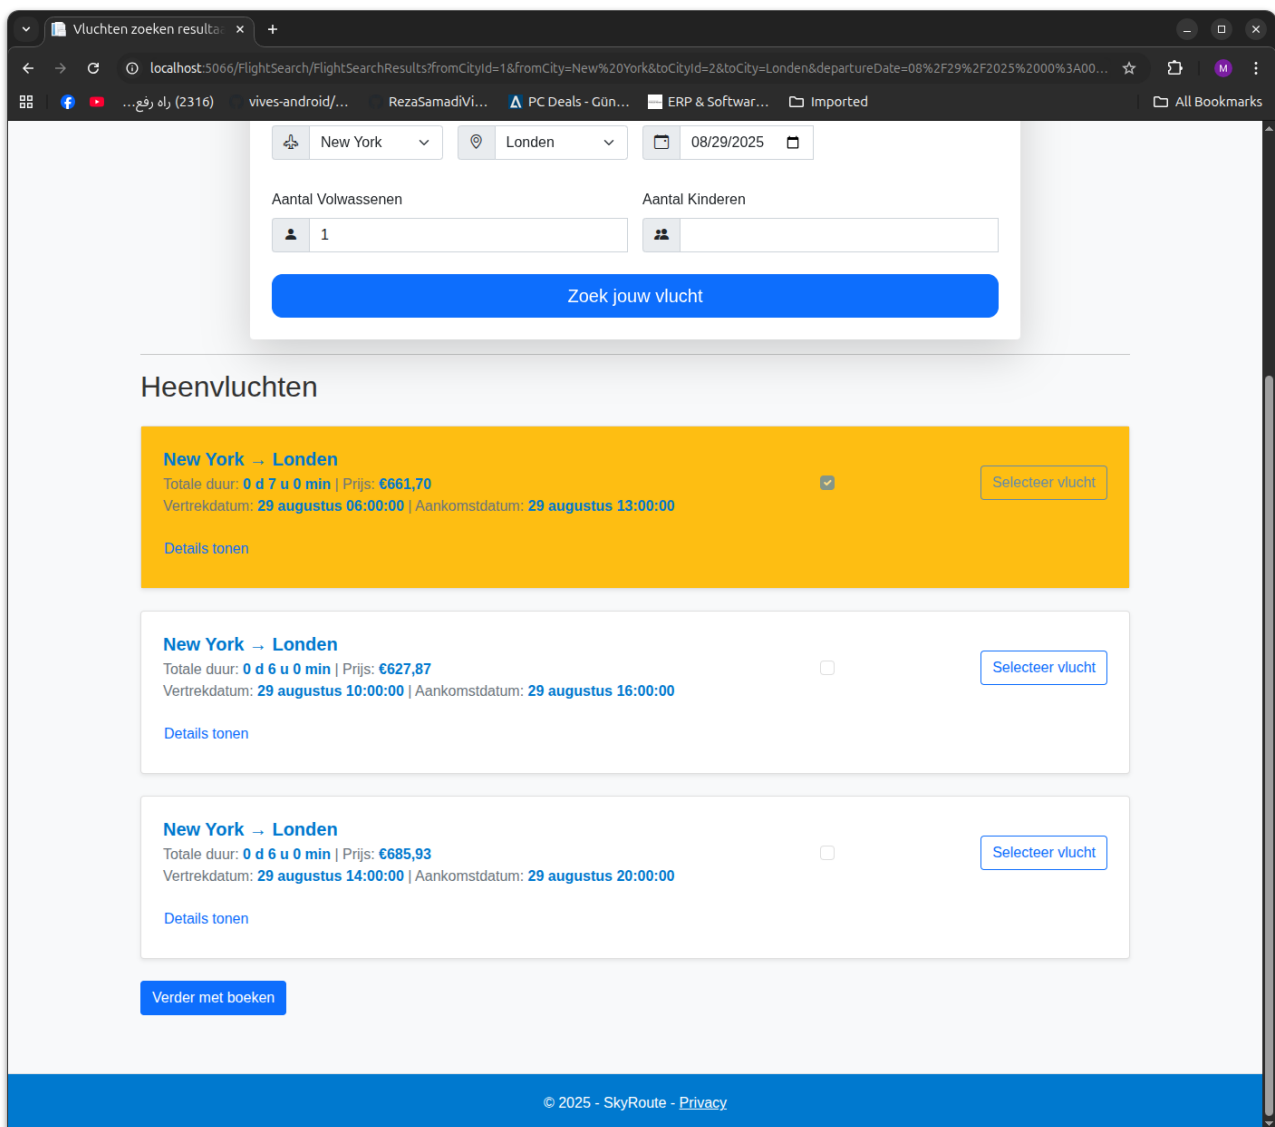 Vluchten zoeken resulta
localhost:5066/FlightSearch/FlightSearchResults?fromCityId=1&fromCity=New%20York&toCityId=2&toCity=Londen&departureDate=08%2F29%2F2025%2000%3A00...
M
(2316) راه رفع...
vives-android/...
RezaSamadiVi...
PC Deals - Gün...
ERP & Softwar...
Imported
All Bookmarks
New York
Londen
08/29/2025
Aantal Volwassenen
Aantal Kinderen
1
Zoek jouw vlucht
Heenvluchten
New York → Londen
Totale duur: 0 d 7 u 0 min | Prijs: €661,70
Selecteer vlucht
Vertrekdatum: 29 augustus 06:00:00 | Aankomstdatum: 29 augustus 13:00:00
Details tonen
New York → Londen
Totale duur: 0 d 6 u 0 min | Prijs: €627,87
Selecteer vlucht
Vertrekdatum: 29 augustus 10:00:00 | Aankomstdatum: 29 augustus 16:00:00
Details tonen
New York → Londen
Totale duur: 0 d 6 u 0 min | Prijs: €685,93
Selecteer vlucht
Vertrekdatum: 29 augustus 14:00:00 | Aankomstdatum: 29 augustus 20:00:00
Details tonen
Verder met boeken
© 2025 - SkyRoute - Privacy